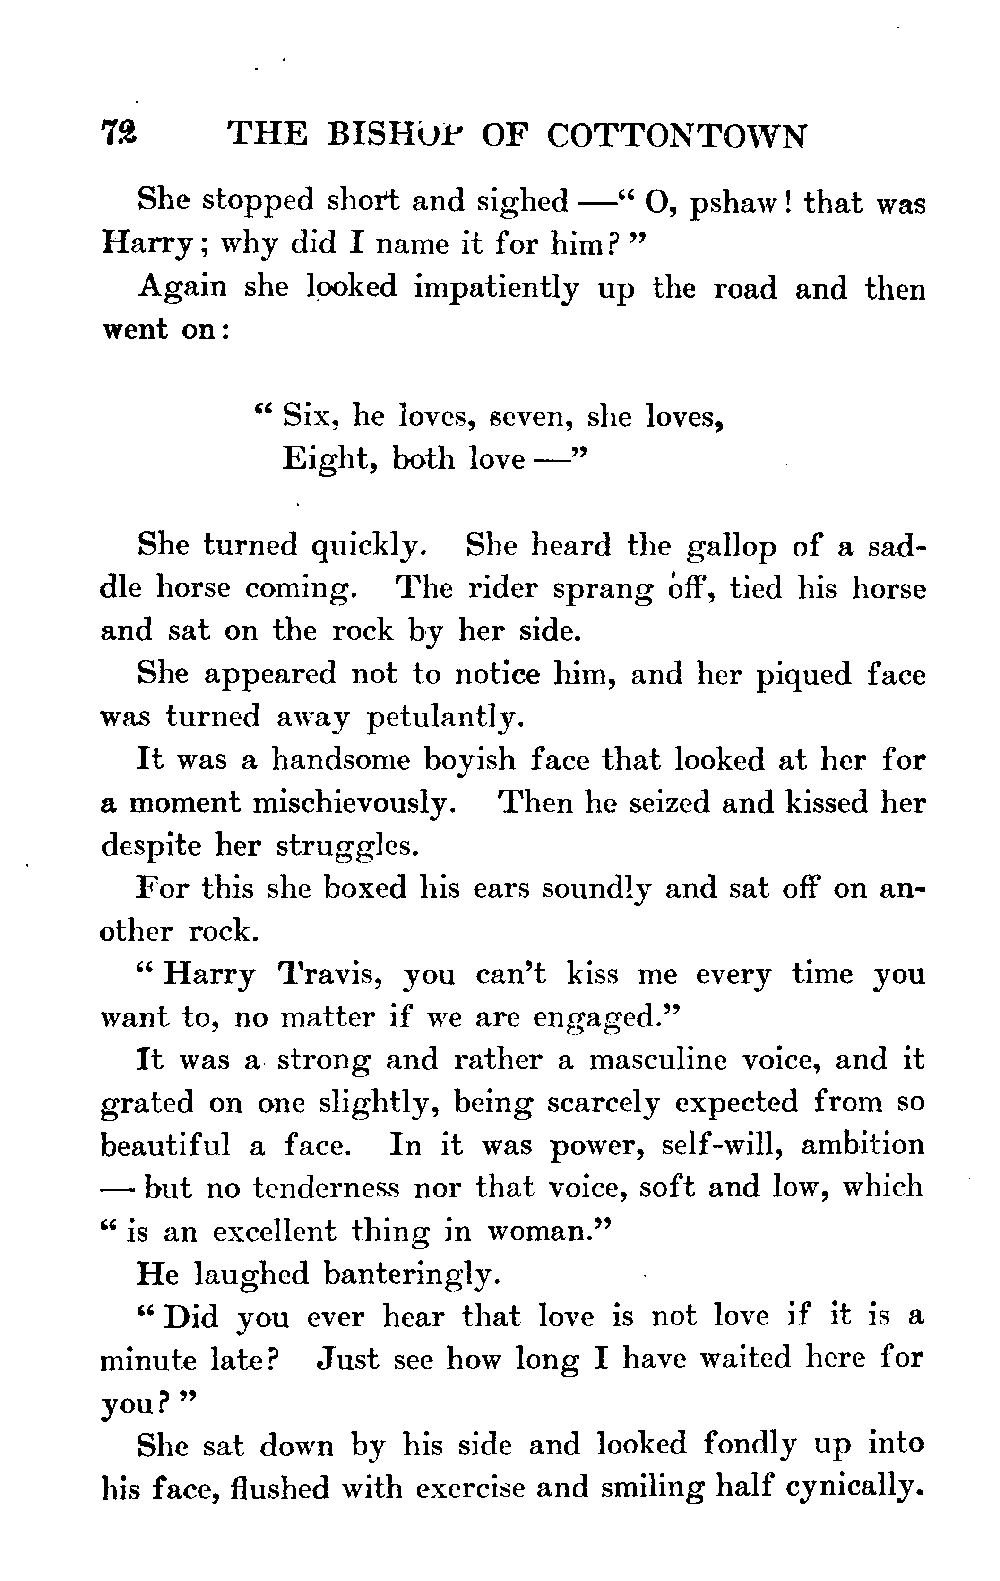 72 THE BISHOP OF COTTONTOWN
She stopped short and sighed —“ O, pshaw! that was
Harry; why did I name it for him? ”
Again she looked impatiently up the road and then
went on:
“ Six, he loves, seven, she loves,
Eight, both love —”
She turned quickly. She heard the gallop of a sad-
dle horse coming. The rider sprang off, tied his horse
and sat on the rock by her side.
She appeared not to notice him, and her piqued face
was turned away petulantly.
It was a handsome boyish face that looked at her for
a moment mischievously. Then he seized and kissed her
despite her struggles.
For this she boxed his ears soundly and sat off on an-
other rock.
“ Harry Travis, you can’t kiss me every time you
want to, no matter if we are engaged.”
It was a strong and rather a masculine voice, and it
grated on one slightly, being scarcely expected from so
beautiful a face. In it was power, self-will, ambition
— but no tenderness nor that voice, soft and low, which
“ is an excellent thing in woman.”
He laughed banteringly.
“ Did you ever hear that love is not love if it is a
minute late? Just see how long I have waited here for
you? ”
She sat down by his side and looked fondly up into
his face, flushed with exercise and smiling half cynically.